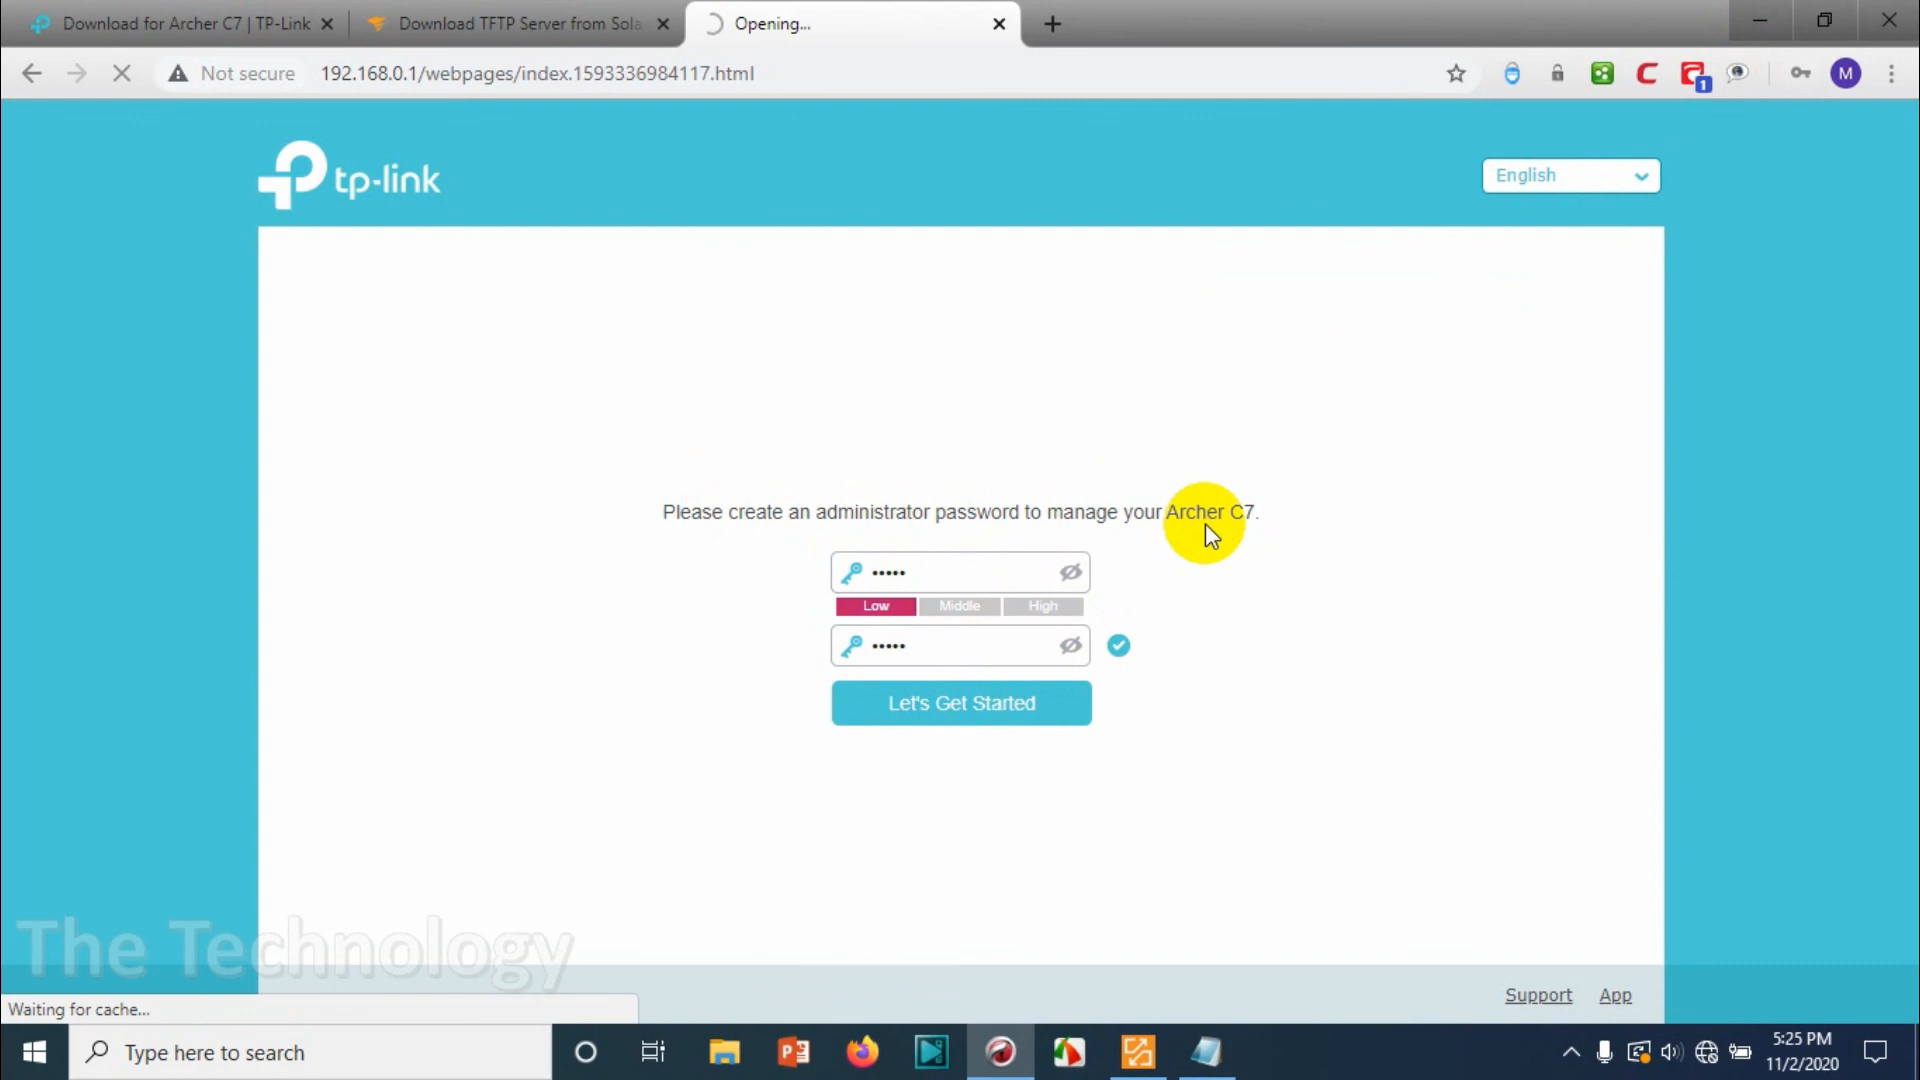 Download for Archer C7 | TP-Link
Download TFTP Server from Sola
Opening...
Not secure
192.168.0.1/webpages/index.1593336984117.html
1
M
tp-link
English
Please create an administrator password to manage your Archer C7.
•••••
Low
Middle
High
•••••
Let's Get Started
The Technology
Support
App
Waiting for cache...
Type here to search
5:25 PM
11/2/2020